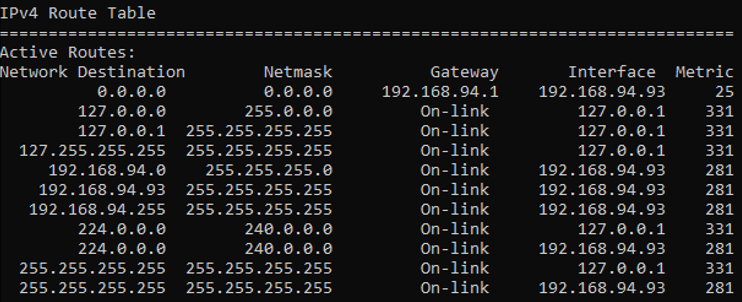 IPv4 Route Table
===========================================================================
Active Routes:
Network Destination        Netmask          Gateway       Interface  Metric
          0.0.0.0          0.0.0.0     192.168.94.1    192.168.94.93     25
        127.0.0.0        255.0.0.0         On-link         127.0.0.1    331
        127.0.0.1  255.255.255.255         On-link         127.0.0.1    331
  127.255.255.255  255.255.255.255         On-link         127.0.0.1    331
     192.168.94.0    255.255.255.0         On-link     192.168.94.93    281
    192.168.94.93  255.255.255.255         On-link     192.168.94.93    281
   192.168.94.255  255.255.255.255         On-link     192.168.94.93    281
        224.0.0.0        240.0.0.0         On-link         127.0.0.1    331
        224.0.0.0        240.0.0.0         On-link     192.168.94.93    281
  255.255.255.255  255.255.255.255         On-link         127.0.0.1    331
  255.255.255.255  255.255.255.255         On-link     192.168.94.93    281